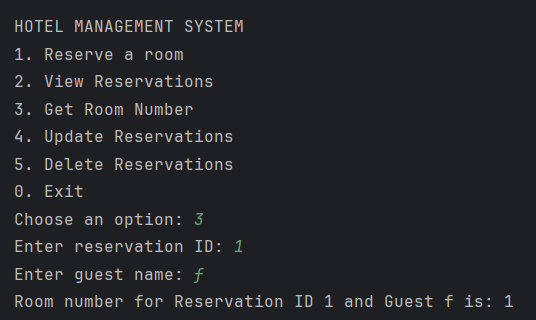 HOTEL MANAGEMENT SYSTEM
1. Reserve a room
2. View Reservations
3. Get Room Number
4. Update Reservations
5. Delete Reservations
0. Exit
Choose an option: 3
Enter reservation ID: 1
Enter guest name: f
Room number for Reservation ID 1 and Guest f is: 1